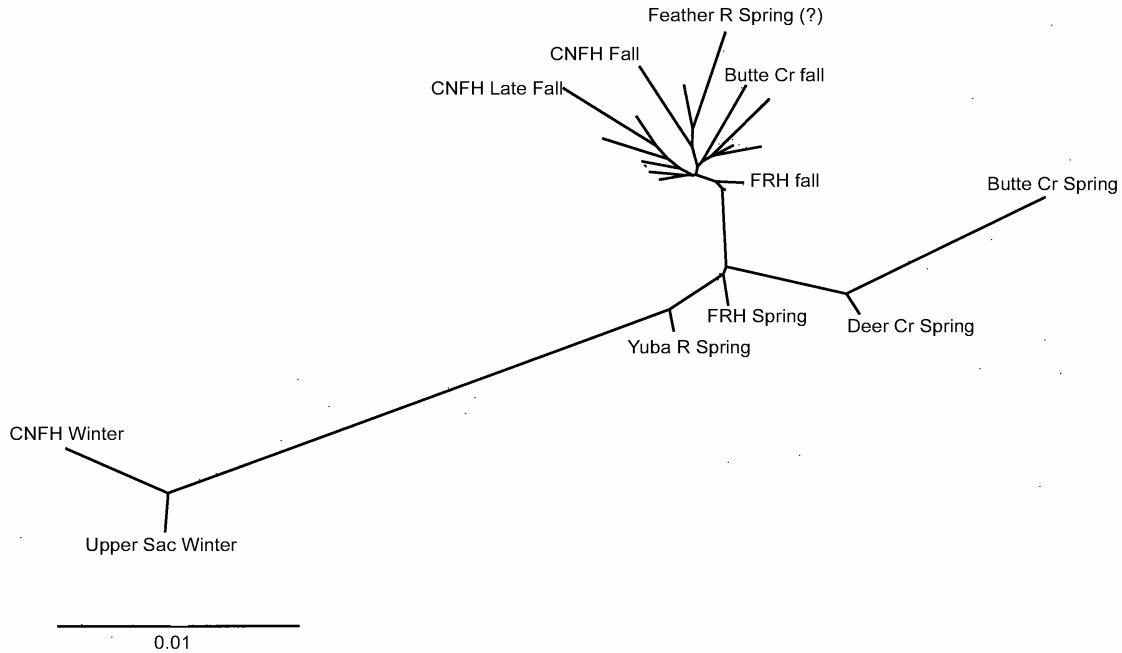 Feather R Spring (?)
CNFH Fall
Butte Cr fall
CNFH Late Fall
FRH fall
Butte Cr Spring
FRH Spring
Deer Cr Spring
Yuba R Spring
CNFH Winter
Upper Sac Winter
0.01